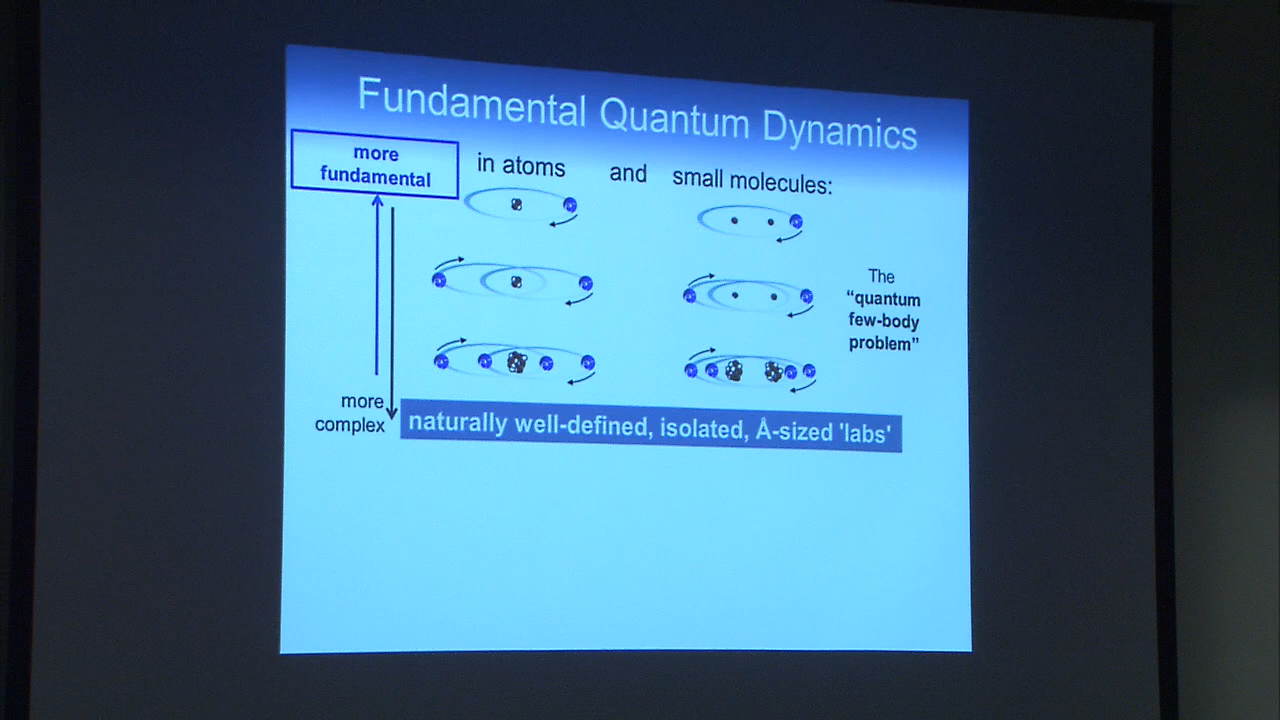 Fundamental Quantum Dynamics
more
fundamental
in atoms and small molecules:
The
“quantum
few-body
problem”
more
complex
naturally well-defined, isolated, Å-sized 'labs'